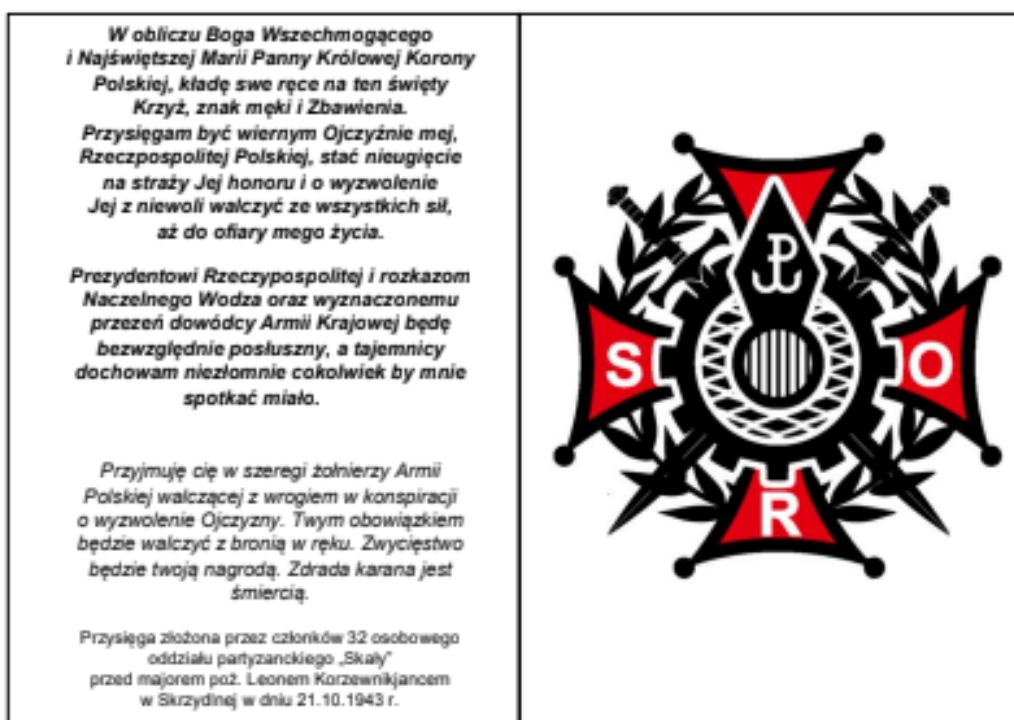 W obliczu Boga Wszechmogącego
i Najświętszej Marii Panny Królowej Korony
Polskiej, kładę swe ręce na ten święty
Krzyż, znak męki i Zbawienia.
Przysięgam być wiernym Ojczyźnie mej,
Rzeczpospolitej Polskiej, stać nieugięcie
na straży Jej honoru i o wyzwolenie
Jej z niewoli walczyć ze wszystkich sił,
aż do ofiary mego życia.
Prezydentowi Rzeczypospolitej i rozkazom
Naczelnego Wodza oraz wyznaczonemu
przezeń dowódcy Armii Krajowej będę
bezwzględnie posłuszny, a tajemnicy
dochowam niezłomnie cokolwiek by mnie
spotkać miało.
Przyjmuję cię w szeregi żołnierzy Armii
Polskiej walczącej z wrogiem w konspiracji
o wyzwolenie Ojczyzny. Twym obowiązkiem
będzie walczyć z bronią w ręku. Zwycięstwo
będzie twoją nagrodą. Zdrada karana jest
śmiercią.
Przysięga złożona przez członków 32 osobowego
oddziału partyzanckiego „Skały”
przed majorem poż. Leonem Korzewnikjancem
w Skrzydlnej w dniu 21.10.1943 r.
PW
S O
R